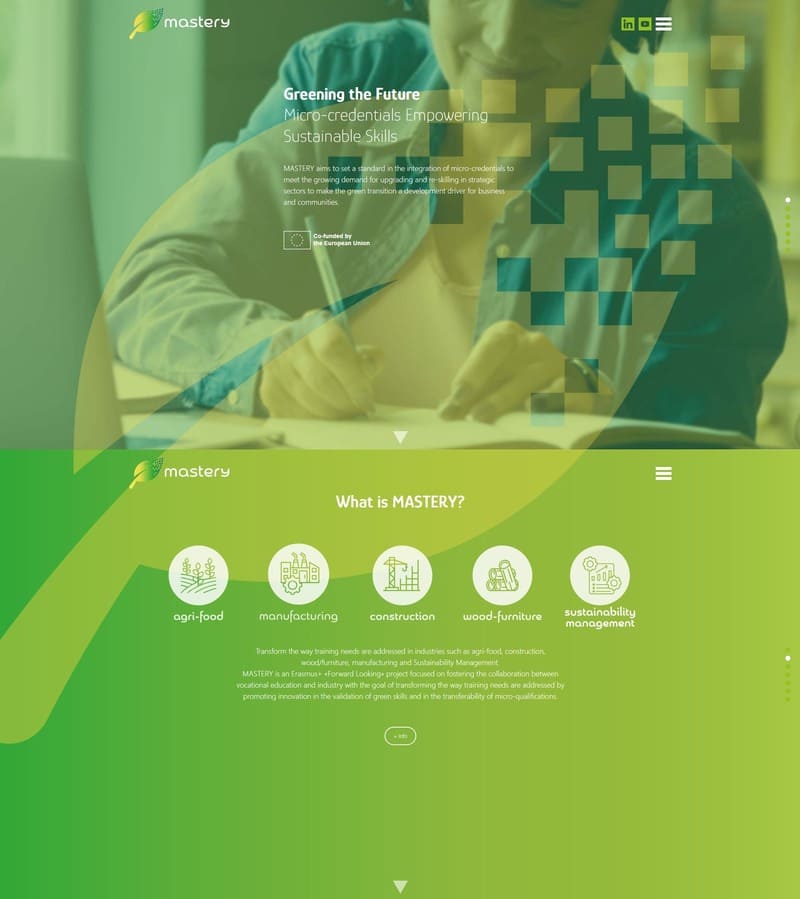 mastery
in
Greening the Future
Micro-credentials Empowering
Sustainable Skills
MASTERY aims to set a standard in the integration of micro-credentials to
meet the growing demand for upgrading and re-skilling in strategic
sectors to make the green transition a development driver for business
and communities.
Co-funded by
the European Union
mastery
What is MASTERY?
agri-food
manufacturing
construction
wood-furniture
sustainability
management
Transform the way training needs are addressed in industries such as agri-food, construction,
wood/furniture, manufacturing and Sustainability Management
MASTERY is an Erasmus+ «Forward Looking» project focused on fostering the collaboration between
vocational education and industry with the goal of transforming the way training needs are addressed by
promoting innovation in the validation of green skills and in the transferability of micro-qualifications.
+ info